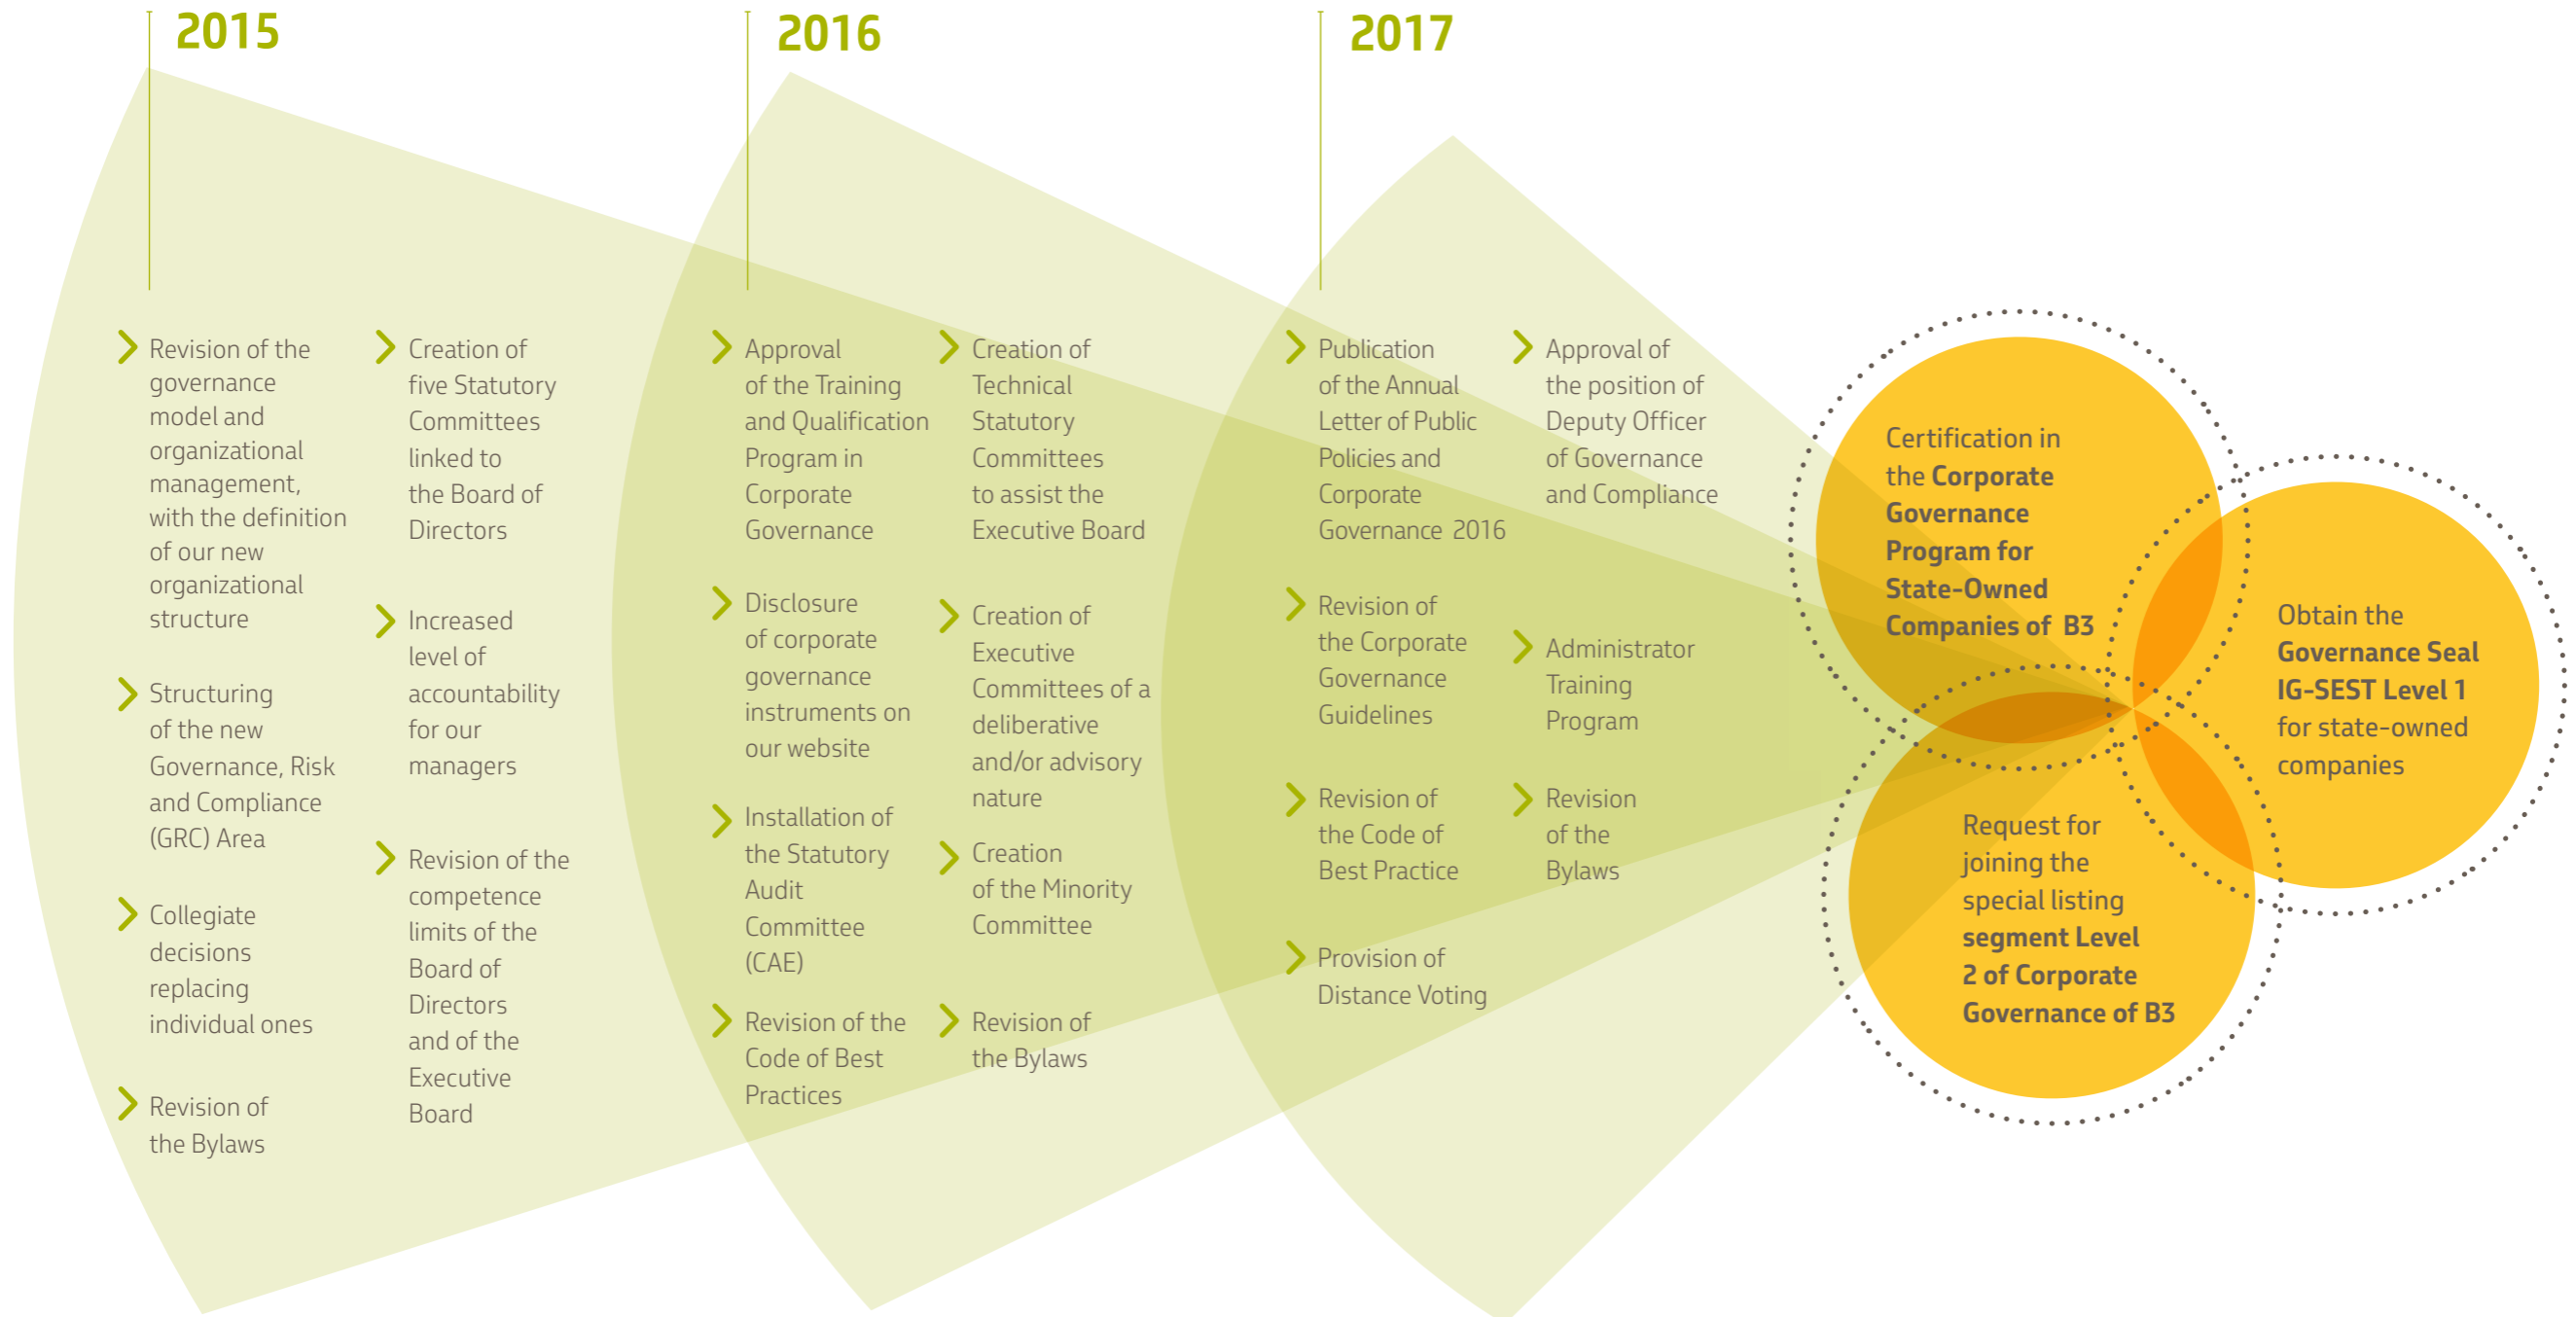 2015
Revision of the
governance
model and
organizational
management,
with the definition
of our new
organizational
structure
Structuring
of the new
Governance, Risk
and Compliance
(GRC) Area
Collegiate
decisions
replacing
individual ones
Revision of
the Bylaws
Creation of
five Statutory
Committees
linked to
the Board of
Directors
Increased
level of
accountability
for our
managers
Revision of the
competence
limits of the
Board of
Directors
and of the
Executive
Board
2016
Approval
of the Training
and Qualification
Program in
Corporate
Governance
Disclosure
of corporate
governance
instruments on
our website
Installation of
the Statutory
Audit
Committee
(CAE)
Revision of the
Code of Best
Practices
Creation of
Technical
Statutory
Committees
to assist the
Executive Board
Creation of
Executive
Committees of a
deliberative
and/or advisory
nature
Creation
of the Minority
Committee
Revision of
the Bylaws
2017
Publication
of the Annual
Letter of Public
Policies and
Corporate
Governance 2016
Revision of
the Corporate
Governance
Guidelines
Revision of
the Code of
Best Practice
Provision of
Distance Voting
Approval of
the position of
Deputy Officer
of Governance
and Compliance
Administrator
Training
Program
Revision
of the
Bylaws
Certification in
the Corporate
Governance
Program for
State-Owned
Companies of B3
Obtain the
Governance Seal
IG-SEST Level 1
for state-owned
companies
Request for
joining the
special listing
segment Level
2 of Corporate
Governance of B3